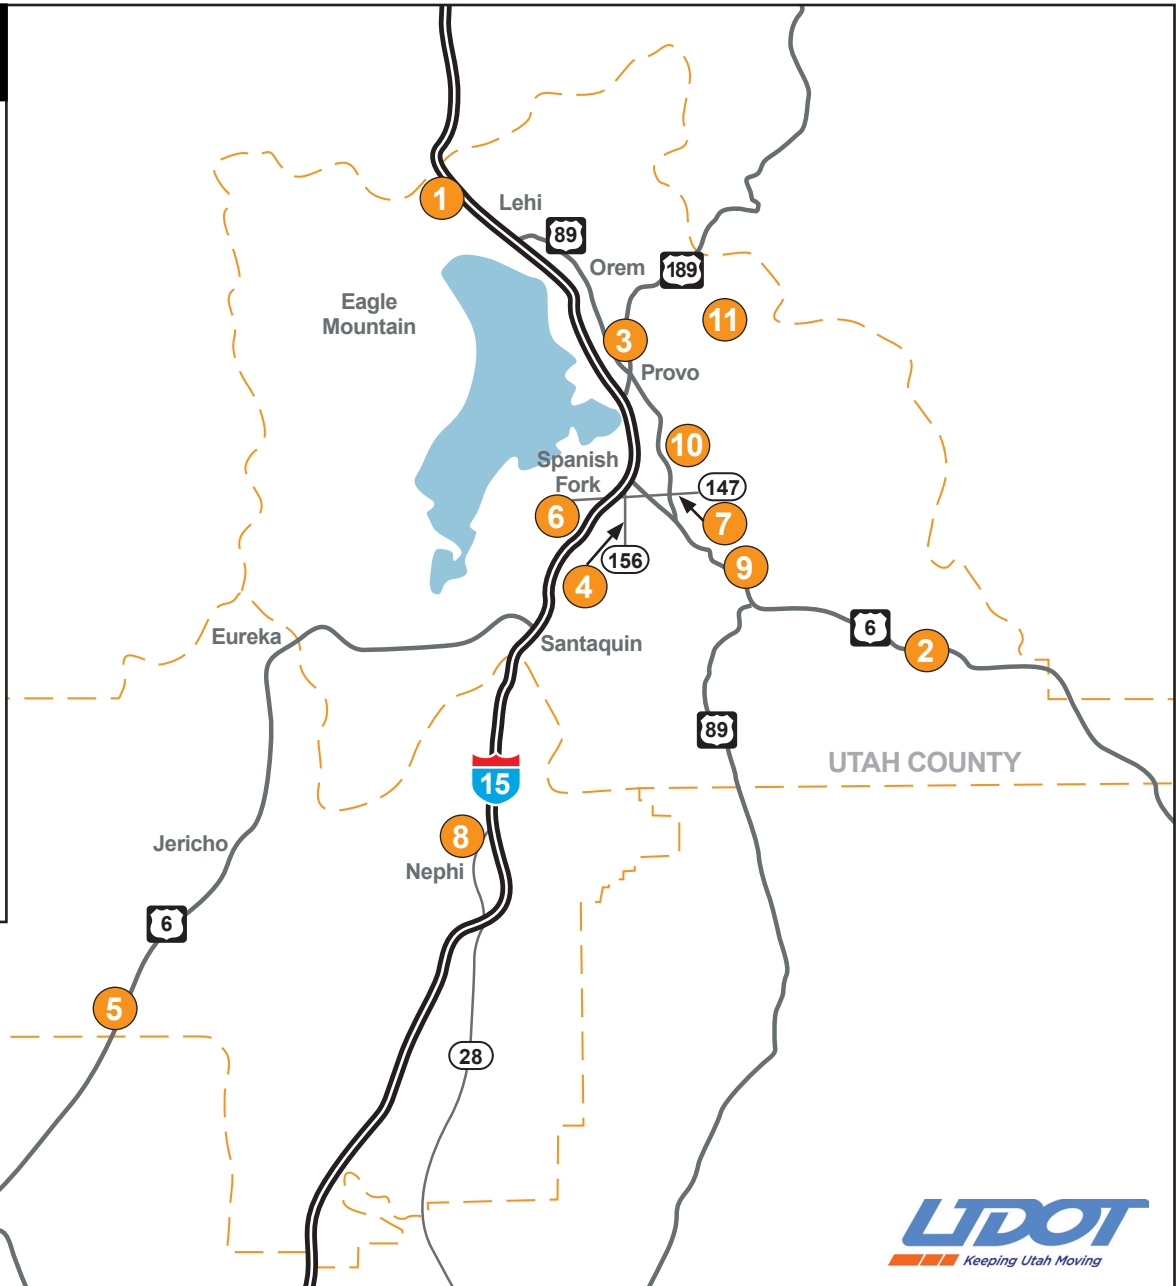 1
Lehi
89
Orem
189
Eagle
Mountain
11
3
Provo
10
Spanish
Fork
147
6
7
156
9
4
6
Eureka
Santaquin
2
89
UTAH COUNTY
15
8
Jericho
Nephi
6
5
28
UDOT
Keeping Utah Moving